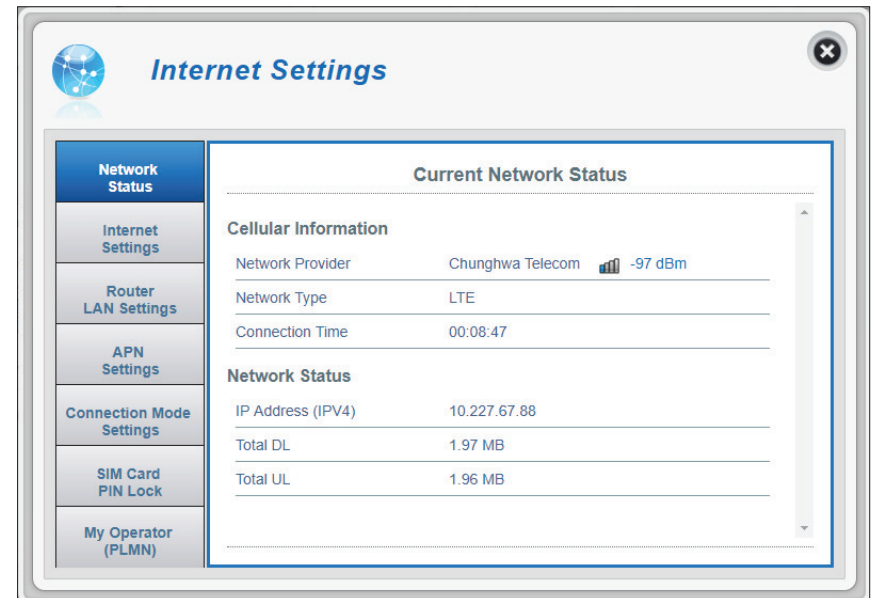 Internet Settings
Network
Status
Internet
Settings
Router
LAN Settings
APN
Settings
Connection Mode
Settings
SIM Card
PIN Lock
My Operator
(PLMN)
Current Network Status
Cellular Information
Network Provider Chunghwa Telecom -97 dBm
Network Type LTE
Connection Time 00:08:47
Network Status
IP Address (IPV4) 10.227.67.88
Total DL 1.97 MB
Total UL 1.96 MB